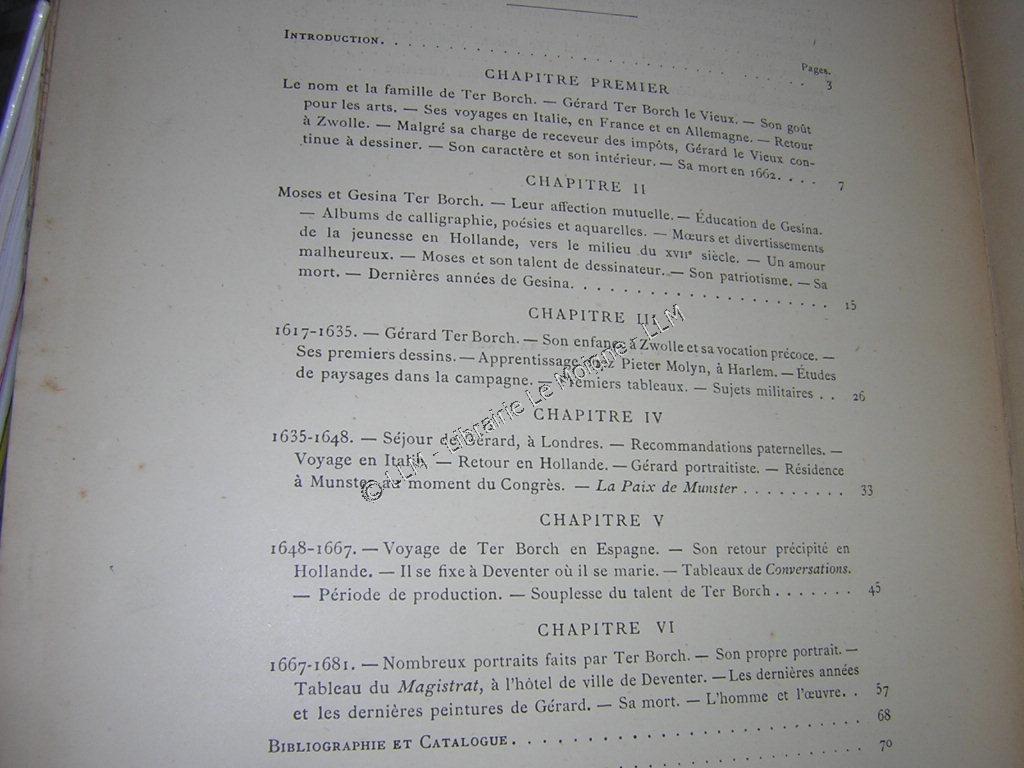 Introduction. . . . . . . . . . . . . . . . . . . . . . . . . 3
Pages.
CHAPITRE PREMIER
Le nom et la famille de Ter Borch. — Gérard Ter Borch le Vieux. — Son goût
pour les arts. — Ses voyages en Italie, en France et en Allemagne. — Retour
à Zwolle. — Malgré sa charge de receveur des impôts, Gérard le Vieux con-
tinue à dessiner. — Son caractère et son intérieur. — Sa mort en 1662. . . . 7
CHAPITRE II
Moses et Gesina Ter Borch. — Leur affection mutuelle. — Éducation de Gesina.
— Albums de calligraphie, poésies et aquarelles. — Mœurs et divertissements
de la jeunesse en Hollande, vers le milieu du XVIIe siècle. — Un amour
malheureux. — Moses et son talent de dessinateur. — Son patriotisme. — Sa
mort. — Dernières années de Gesina. . . . . . . . . . . . . . . . . . . . 15
CHAPITRE III
1617-1635. — Gérard Ter Borch. — Son enfance à Zwolle et sa vocation précoce. —
Ses premiers dessins. — Apprentissage chez Pieter Molyn, à Harlem. — Études
de paysages dans la campagne. — Premiers tableaux. — Sujets militaires . . 26
CHAPITRE IV
1635-1648. — Séjour de Gérard, à Londres. — Recommandations paternelles. —
Voyage en Italie. — Retour en Hollande. — Gérard portraitiste. — Résidence
à Munster au moment du Congrès. — La Paix de Munster . . . . . . . . . 33
CHAPITRE V
1648-1667. — Voyage de Ter Borch en Espagne. — Son retour précipité en
Hollande. — Il se fixe à Deventer où il se marie. — Tableaux de Conversations.
— Période de production. — Souplesse du talent de Ter Borch . . . . . . . 45
CHAPITRE VI
1667-1681. — Nombreux portraits faits par Ter Borch. — Son propre portrait. —
Tableau du Magistrat, à l'hôtel de ville de Deventer. — Les dernières années
et les dernières peintures de Gérard. — Sa mort. — L'homme et l'œuvre. . 57
Bibliographie et Catalogue. . . . . . . . . . . . . . . . . . . . 68
70
© LLM - Librairie Le Moigne - LLM